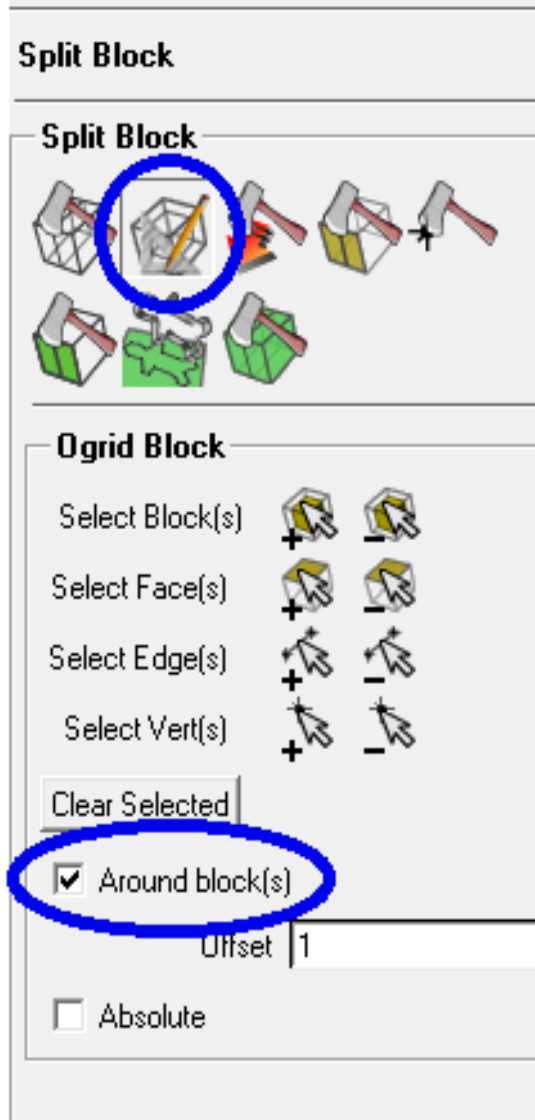 Split Block
Split Block
Ogrid Block
Select Block(s)
Select Face(s)
Select Edge(s)
Select Vert(s)
Clear Selected
Around block(s)
Offset 1
Absolute